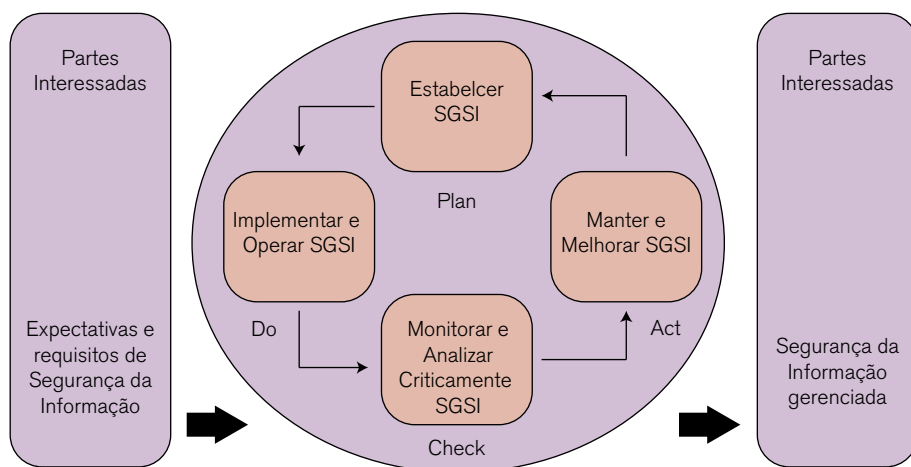 Partes
Interessadas
Expectativas e
requisitos de
Segurança da
Informação
Estabelcer
SGSI
Plan
Implementar e
Operar SGSI
Do
Manter e
Melhorar SGSI
Act
Monitorar e
Analizar
Criticamente
SGSI
Check
Partes
Interessadas
Segurança da
Informação
gerenciada